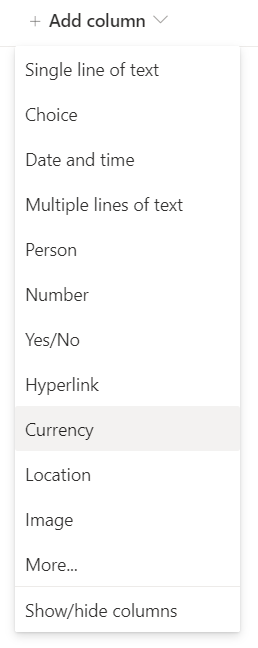 + Add column
Single line of text
Choice
Date and time
Multiple lines of text
Person
Number
Yes/No
Hyperlink
Currency
Location
Image
More...
Show/hide columns